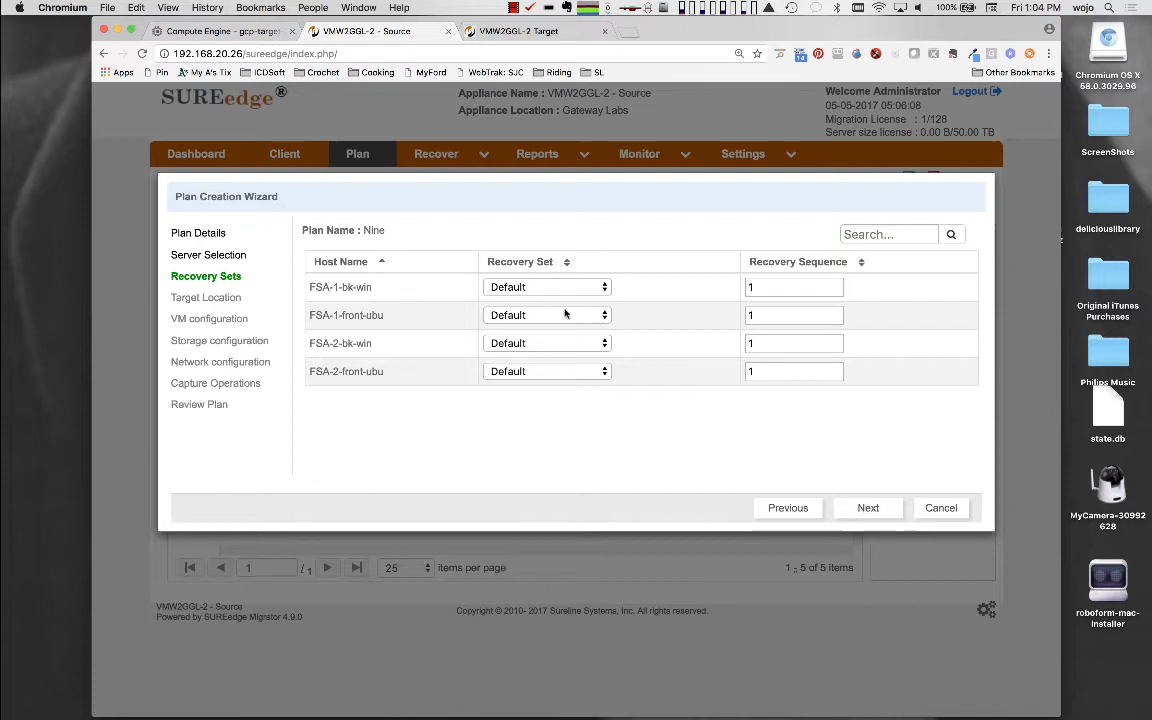 Chromium File Edit View History Bookmarks People Window Help 14 100% Fri 1:04 PM wojo
Compute Engine - gcp-target × VMW2GGL-2 - Source × VMW2GGL-2 Target ×
192.168.20.26/sureedge/index.php/
Apps Pin My A's Tix ICDSoft Crochet Cooking MyFord WebTrak: SJC Riding SL Other Bookmarks
SUREedge®
Appliance Name : VMW2GGL-2 - Source
Appliance Location : Gateway Labs
Welcome Administrator Logout
05-05-2017 05:06:08
Migration License : 1/128
Server size license : 0.00 B/50.00 TB
Dashboard Client Plan Recover Reports Monitor Settings
Plan Creation Wizard
Plan Details
Server Selection
Recovery Sets
Target Location
VM configuration
Storage configuration
Network configuration
Capture Operations
Review Plan
Plan Name : Nine
Search...
Host Name Recovery Set Recovery Sequence
FSA-1-bk-win Default 1
FSA-1-front-ubu Default 1
FSA-2-bk-win Default 1
FSA-2-front-ubu Default 1
Previous Next Cancel
1 / 1 25 items per page 1 - 5 of 5 items
VMW2GGL-2 - Source
Powered by SUREedge Migrator 4.9.0
Copyright © 2010- 2017 Sureline Systems, Inc. All rights reserved.
Chromium OS X
58.0.3029.96
ScreenShots
deliciouslibrary
Original iTunes
Purchases
Philips Music
state.db
MyCamera-30992
628
roboform-mac-
installer